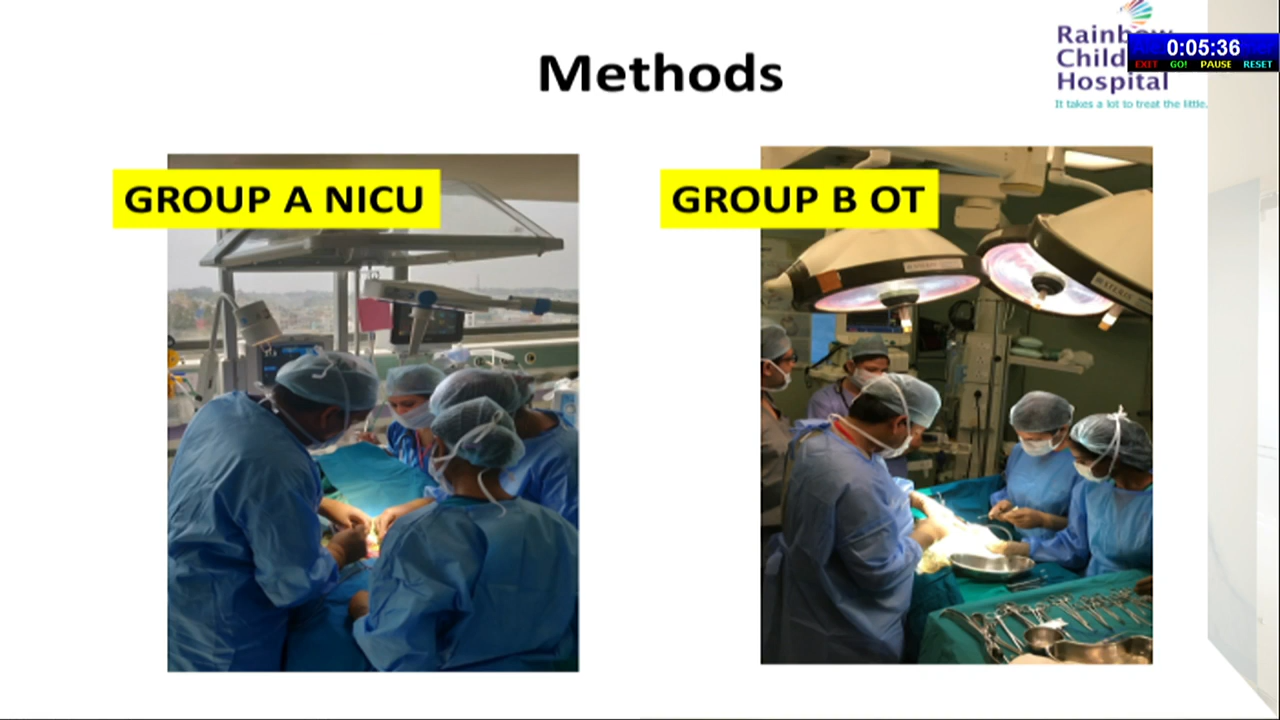 Methods
Rainbow
Child
Hospital
It takes a lot to treat the little.
0:05:36
EXIT GO! PAUSE RESET
GROUP A NICU
GROUP B OT